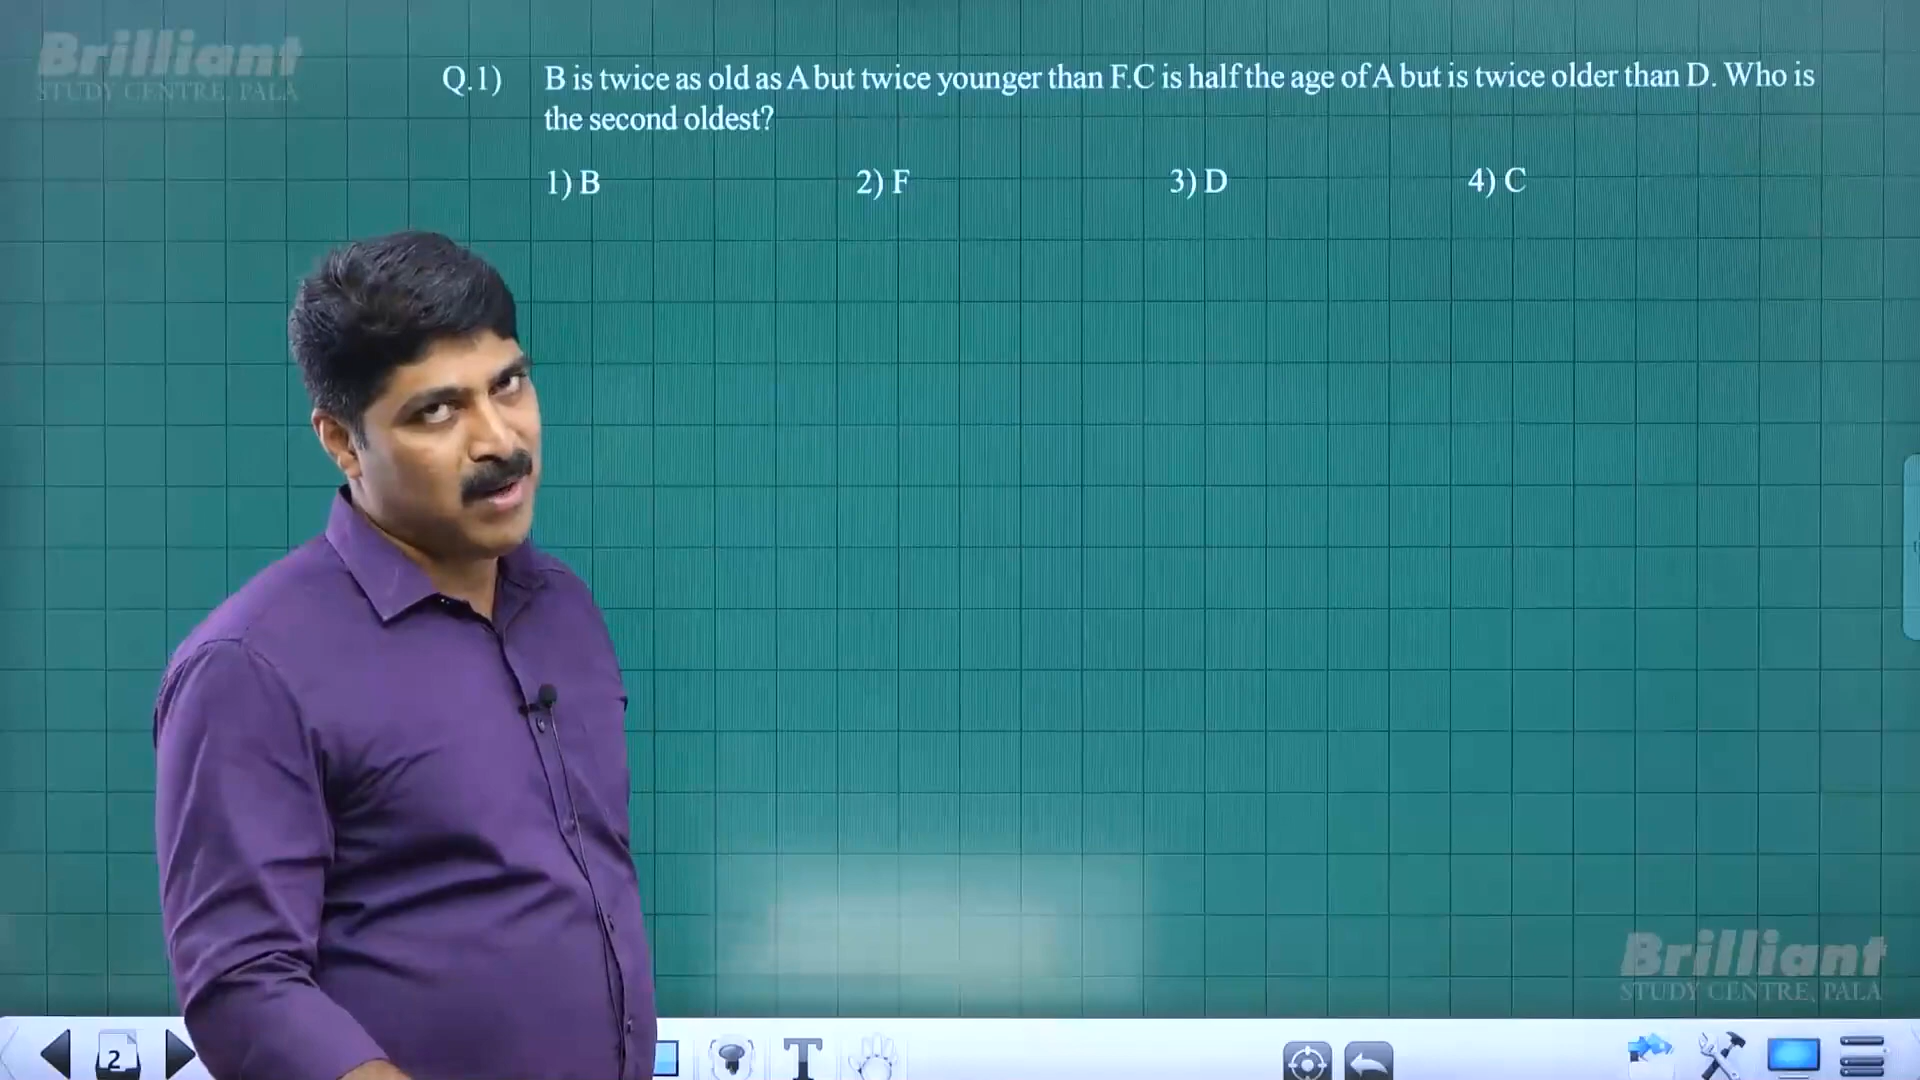 Brilliant
STUDY CENTRE, PALA
Q.1) B is twice as old as A but twice younger than F.C is half the age of A but is twice older than D. Who is
the second oldest?
1) B 2) F 3) D 4) C
Brilliant
STUDY CENTRE, PALA
2 T